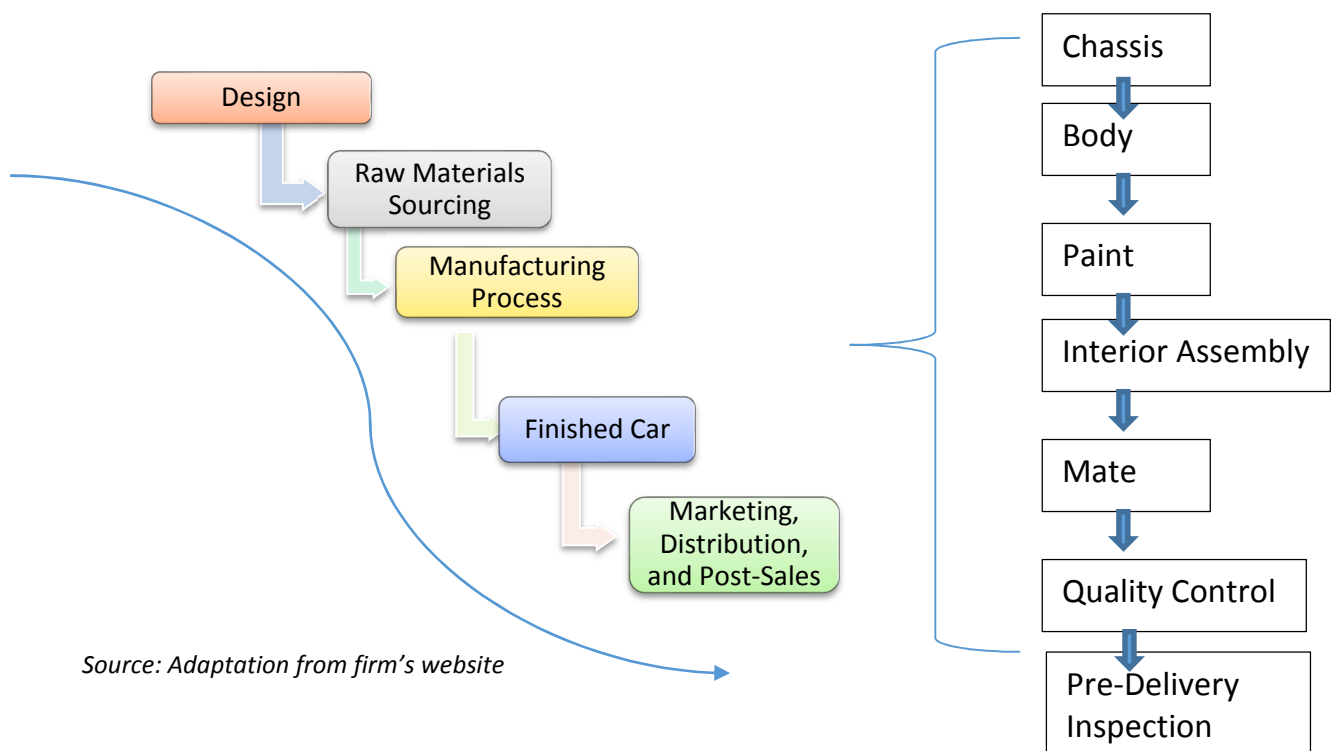 Design
Raw Materials
Sourcing
Manufacturing
Process
Finished Car
Marketing,
Distribution,
and Post-Sales
Source: Adaptation from firm’s website
Chassis
Body
Paint
Interior Assembly
Mate
Quality Control
Pre-Delivery
Inspection